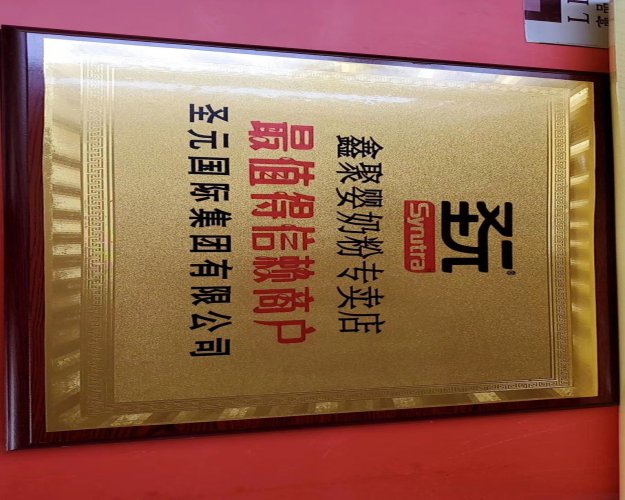 圣元
Synutra
鑫聚婴奶粉专卖店
最值得信赖商户
圣元国际集团有限公司